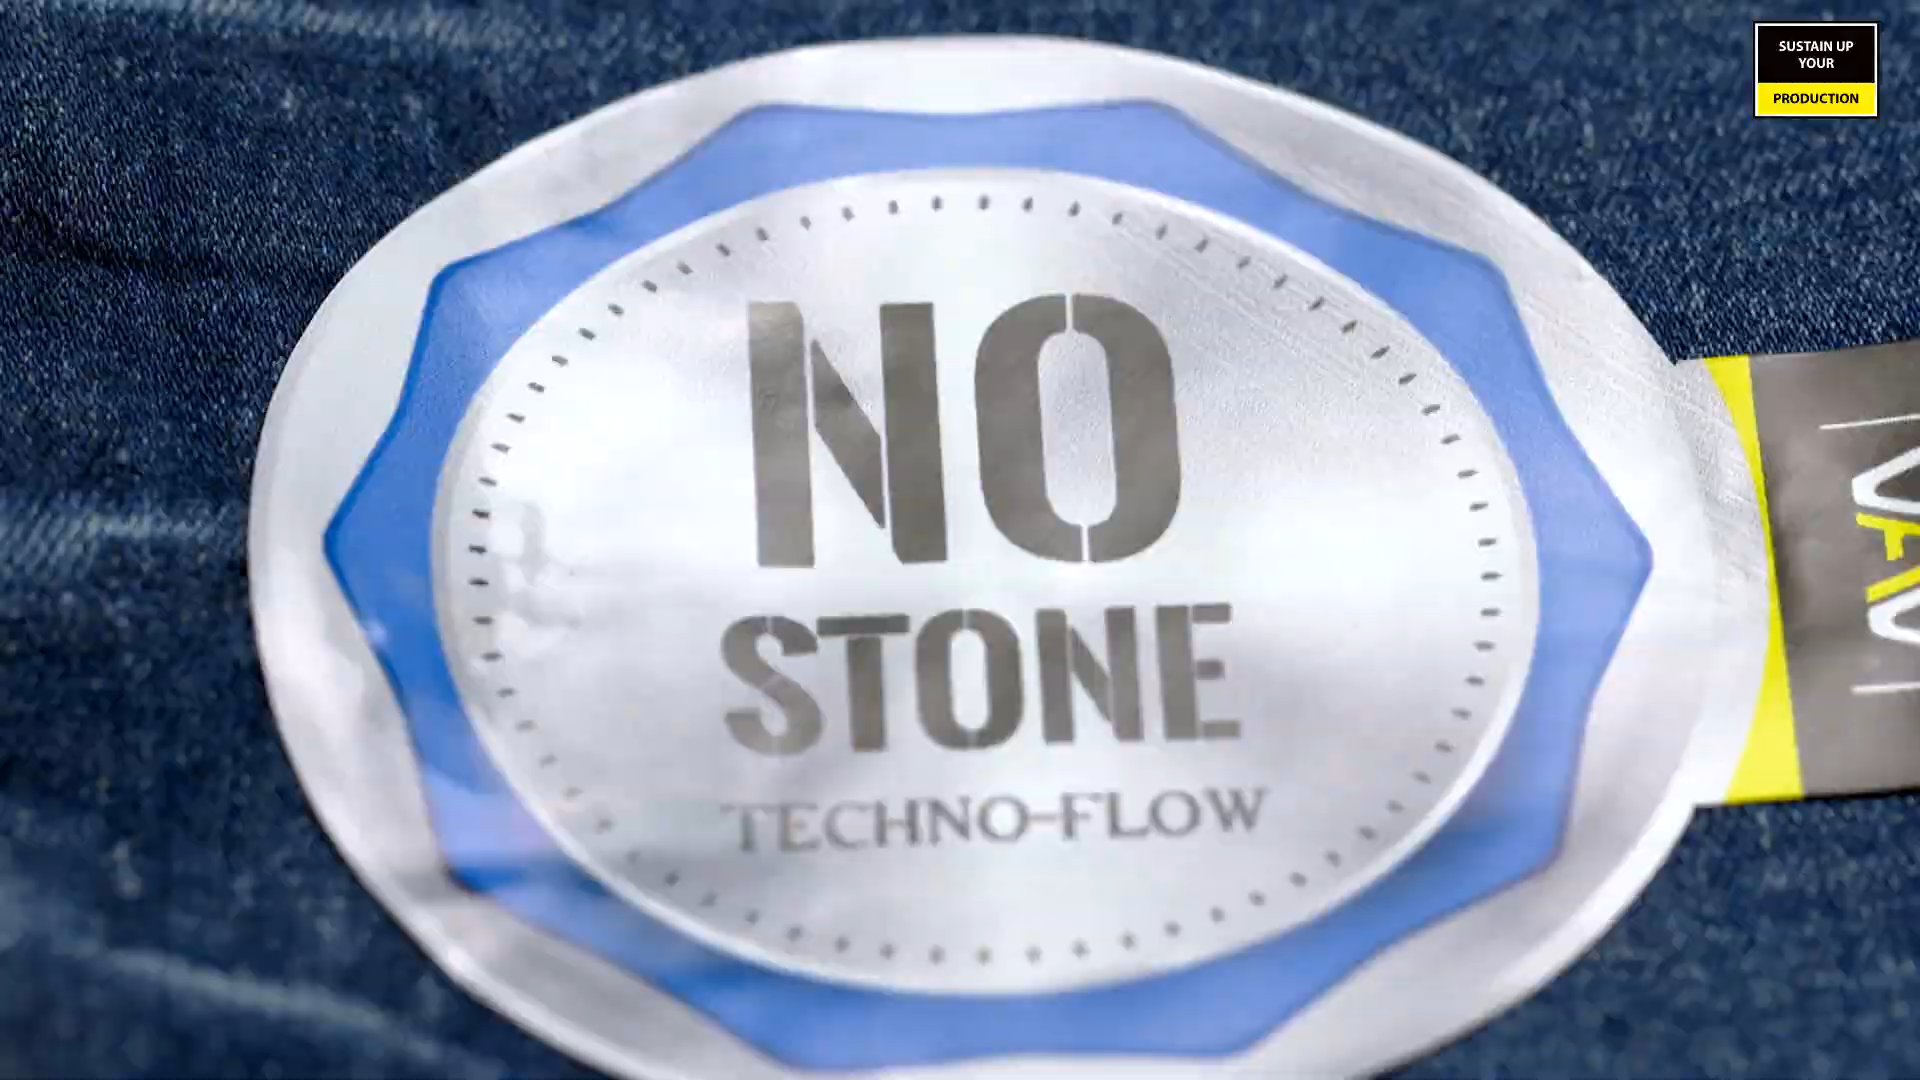 SUSTAIN UP
YOUR
PRODUCTION
NO
STONE
TECHNO-FLOW